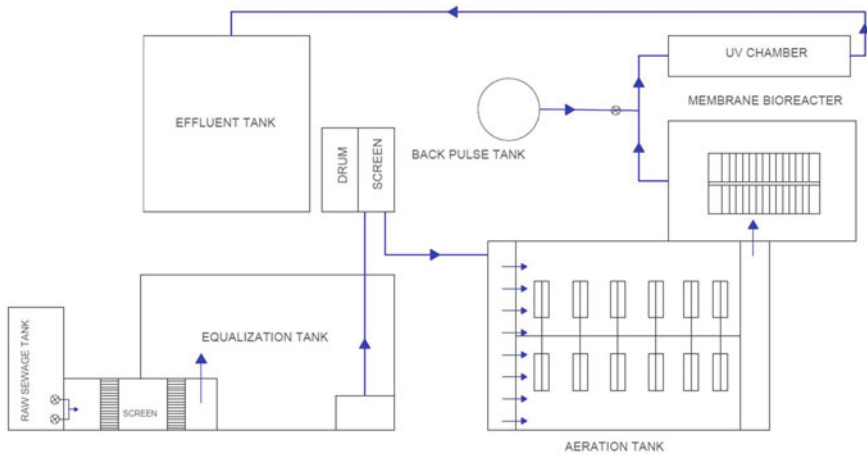 UV CHAMBER
MEMBRANE BIOREACTER
EFFLUENT TANK
DRUM
SCREEN
BACK PULSE TANK
EQUALIZATION TANK
RAW SEWAGE TANK
SCREEN
AERATION TANK